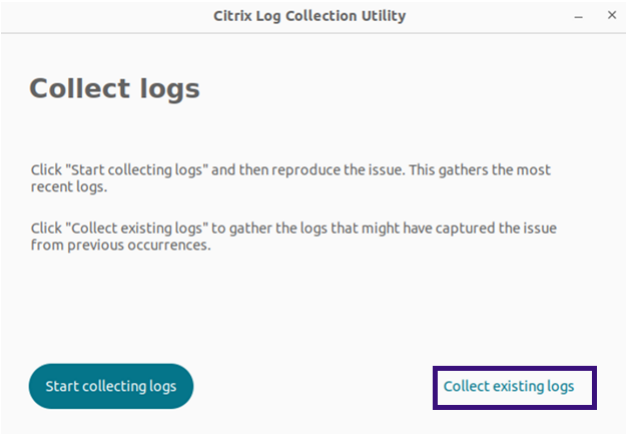 Citrix Log Collection Utility
Collect logs
Click "Start collecting logs" and then reproduce the issue. This gathers the most
recent logs.
Click "Collect existing logs" to gather the logs that might have captured the issue
from previous occurrences.
Start collecting logs
Collect existing logs